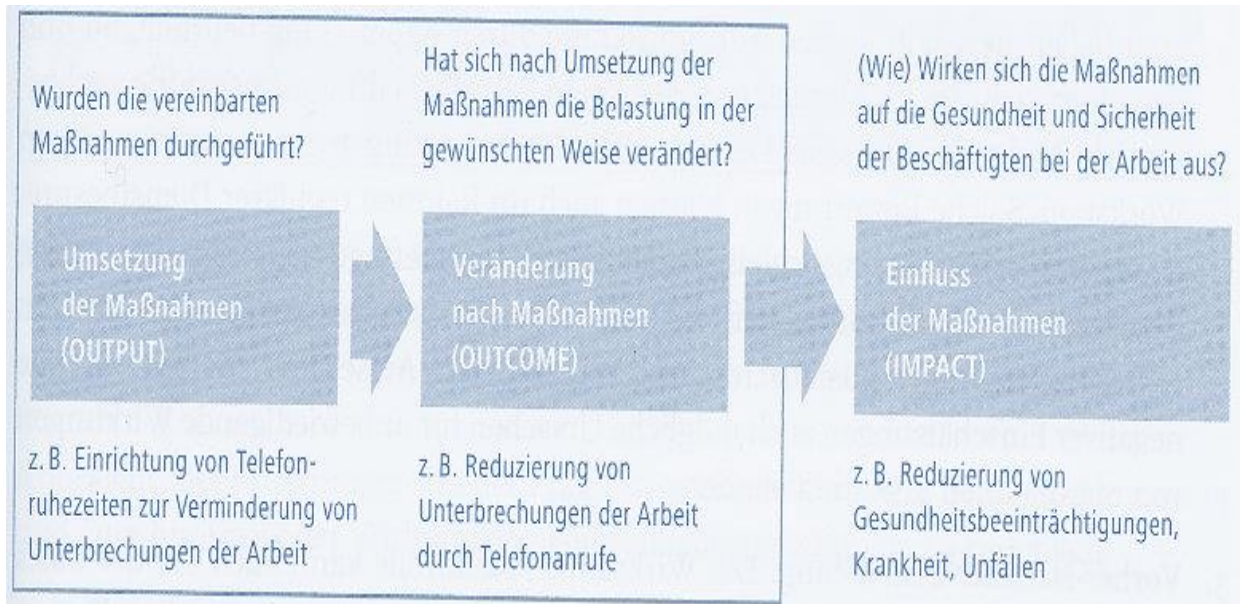 Wurden die vereinbarten
Maßnahmen durchgeführt?
Umsetzung
der Maßnahmen
(OUTPUT)
z. B. Einrichtung von Telefon-
ruhezeiten zur Verminderung von
Unterbrechungen der Arbeit
Hat sich nach Umsetzung der
Maßnahmen die Belastung in der
gewünschten Weise verändert?
Veränderung
nach Maßnahmen
(OUTCOME)
z. B. Reduzierung von
Unterbrechungen der Arbeit
durch Telefonanrufe
(Wie) Wirken sich die Maßnahmen
auf die Gesundheit und Sicherheit
der Beschäftigten bei der Arbeit aus?
Einfluss
der Maßnahmen
(IMPACT)
z. B. Reduzierung von
Gesundheitsbeeinträchtigungen,
Krankheit, Unfällen